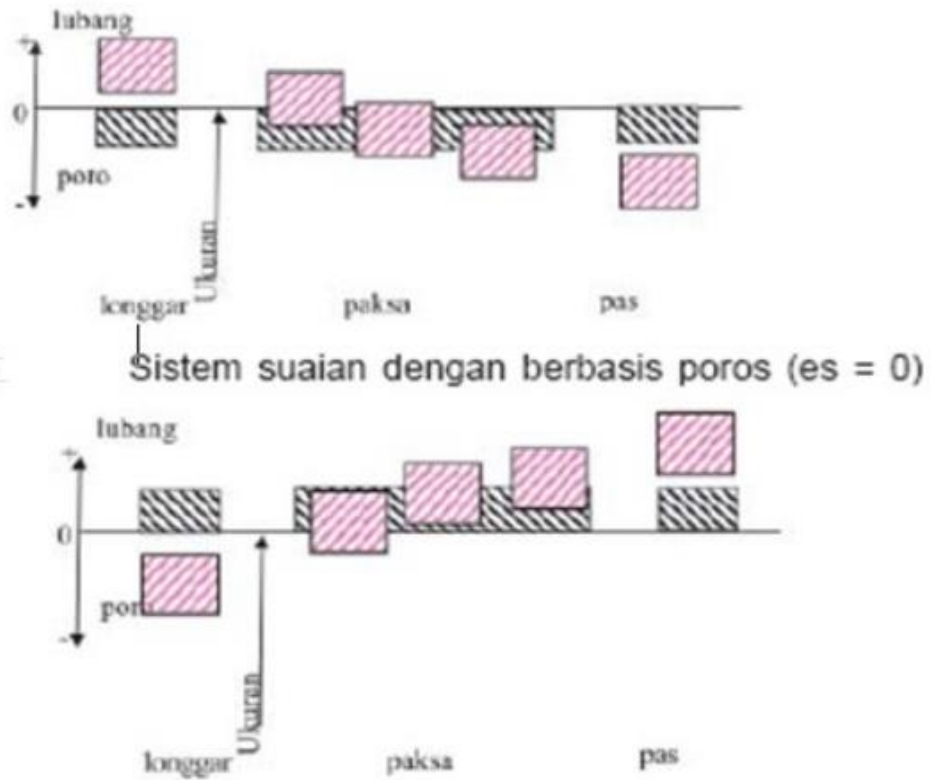 lubang
+
0
poro
-
Ukuran
longgar paksa pas
Sistem suaian dengan berbasis poros (es = 0)
lubang
+
0
poro
-
Ukuran
longgar paksa pas